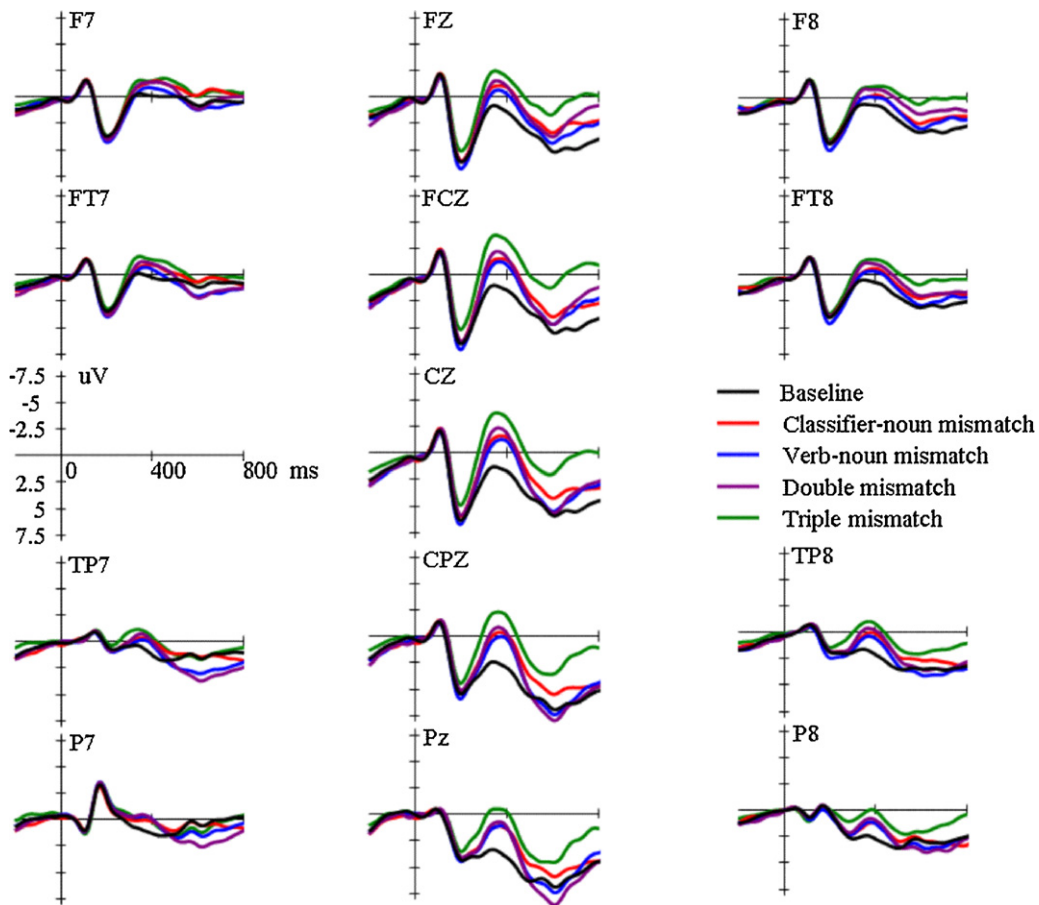 F7 FZ F8
FT7 FCZ FT8
-7.5 uV CZ
-5
-2.5
0 400 800 ms
2.5
5
7.5
Baseline
Classifier-noun mismatch
Verb-noun mismatch
Double mismatch
Triple mismatch
TP7 CPZ TP8
P7 Pz P8